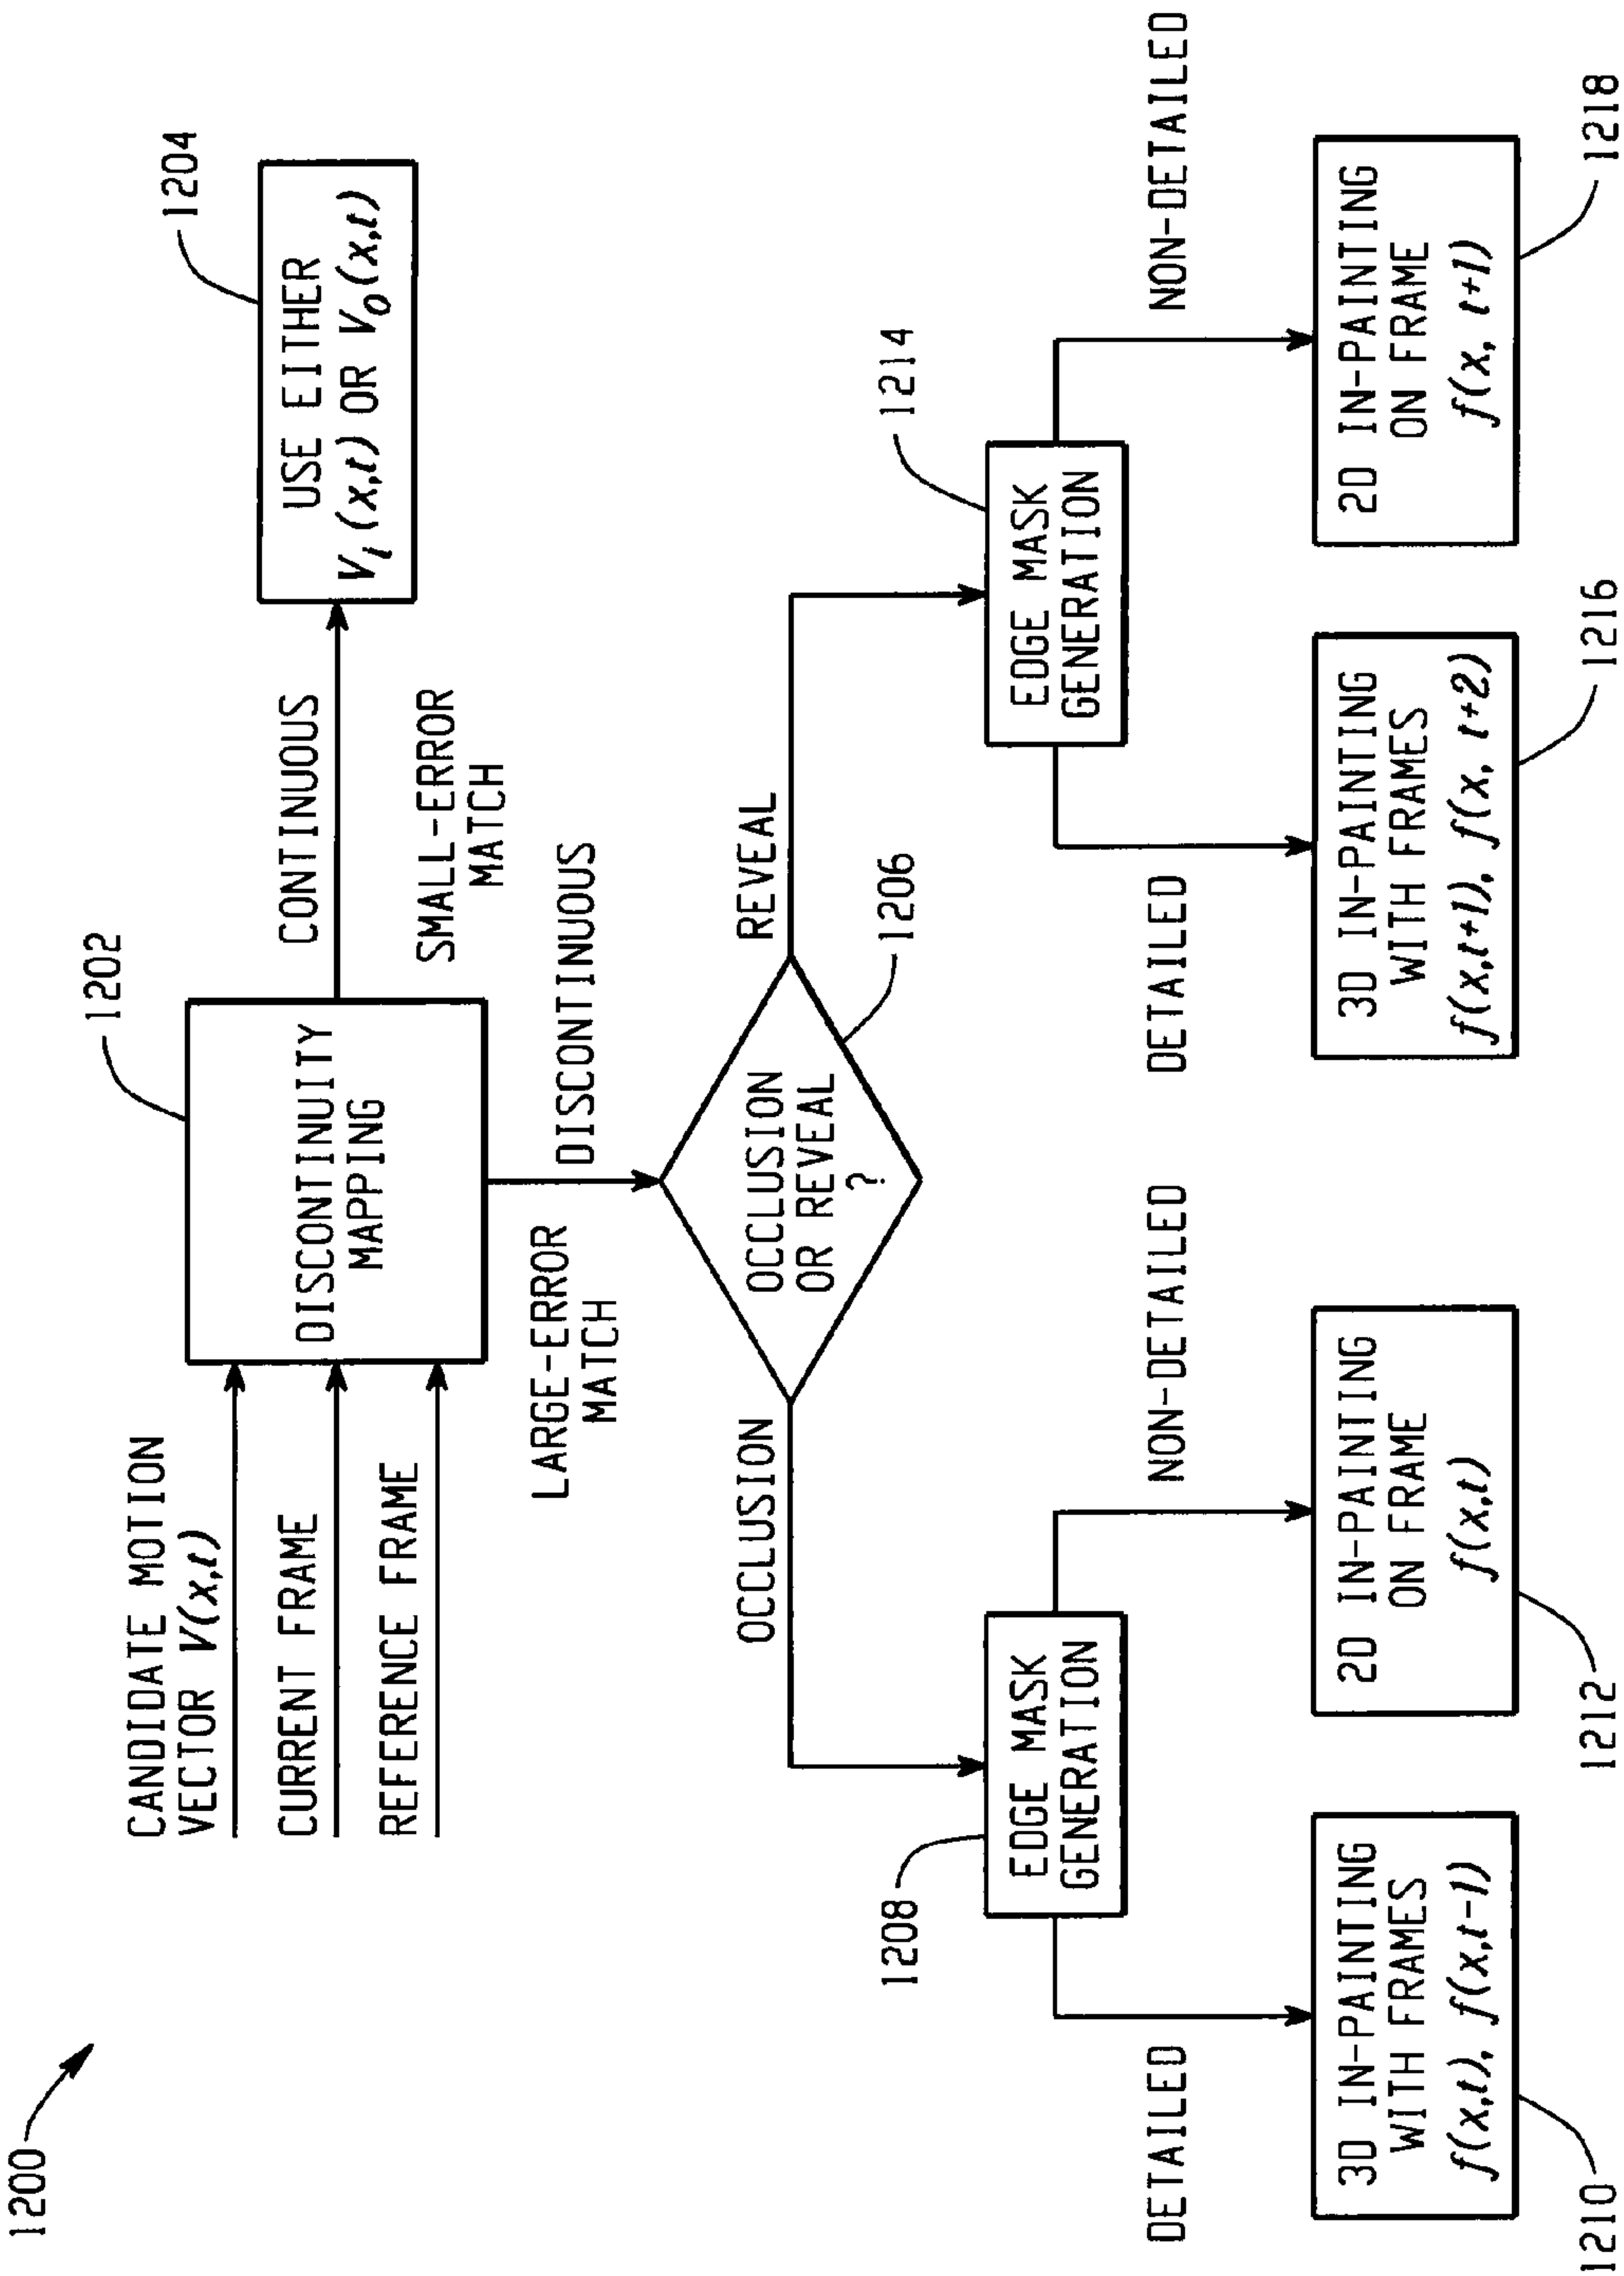 1200
CANDIDATE MOTION
VECTOR V(x,t)
CURRENT FRAME
REFERENCE FRAME
1202
DISCONTINUITY
MAPPING
CONTINUOUS
SMALL-ERROR
MATCH
1204
USE EITHER
Vi(x,t) OR V0(x,t)
LARGE-ERROR
MATCH
DISCONTINUOUS
OCCLUSION
OCCLUSION
OR REVEAL
?
REVEAL
1206
1208
EDGE MASK
GENERATION
1214
EDGE MASK
GENERATION
DETAILED
NON-DETAILED
DETAILED
NON-DETAILED
3D IN-PAINTING
WITH FRAMES
f(x,t), f(x,t-1)
1210
2D IN-PAINTING
ON FRAME
f(x,t)
1212
3D IN-PAINTING
WITH FRAMES
f(x,t+1), f(x, t+2)
1216
2D IN-PAINTING
ON FRAME
f(x, t+1)
1218